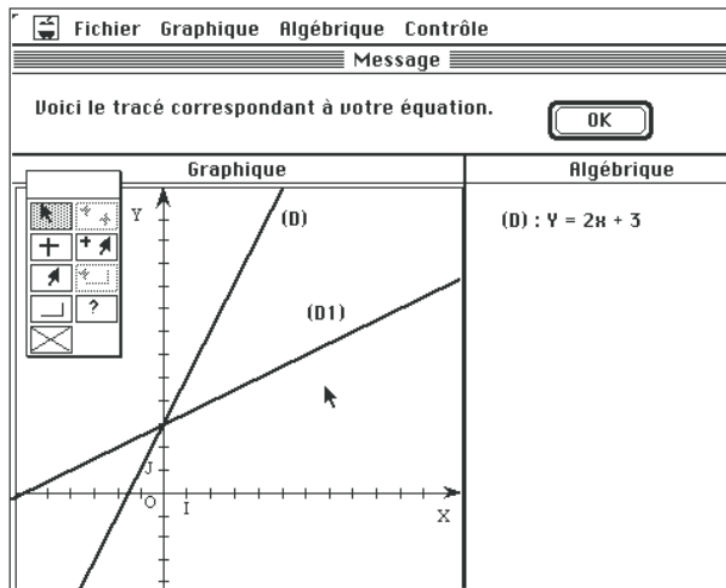 Fichier Graphique Algébrique Contrôle
Message
Voici le tracé correspondant à votre équation.
OK
Graphique
Algébrique
?
Y
(D)
(D) : Y = 2x + 3
(D1)
J
O
I
X